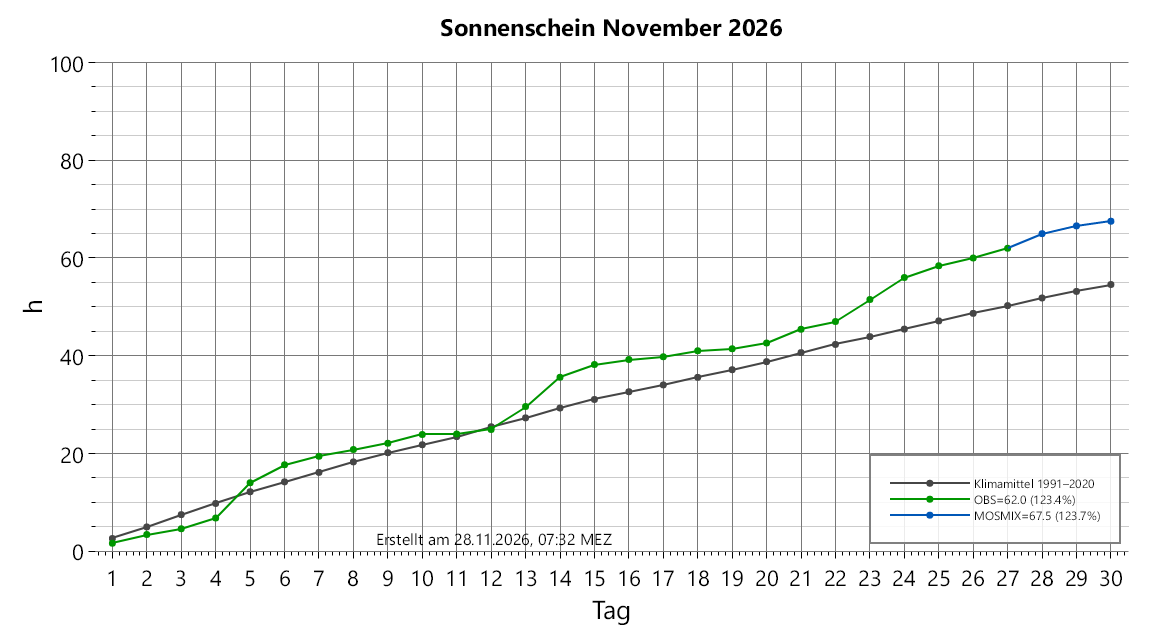 Sonnenschein November 2026
100
80
60
40
20
0
h
Klimamittel 1991–2020
OBS=62.0 (123.4%)
MOSMIX=67.5 (123.7%)
Erstellt am 28.11.2026, 07:32 MEZ
1 2 3 4 5 6 7 8 9 10 11 12 13 14 15 16 17 18 19 20 21 22 23 24 25 26 27 28 29 30
Tag